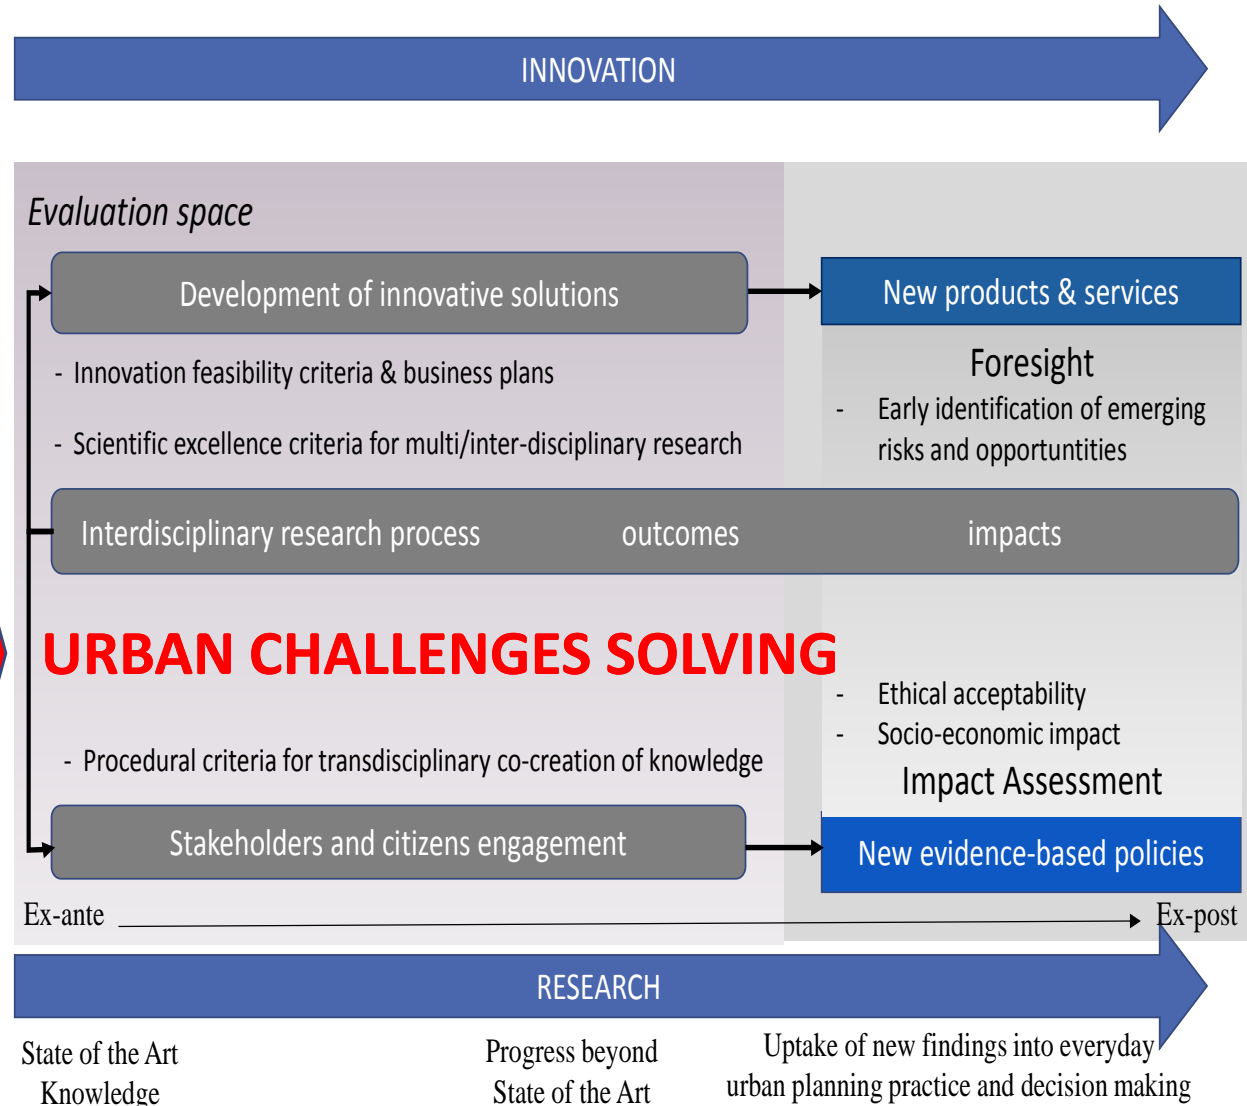 INNOVATION
Evaluation space
Development of innovative solutions
New products & services
- Innovation feasibility criteria & business plans
- Scientific excellence criteria for multi/inter-disciplinary research
Foresight
- Early identification of emerging
risks and opportuntities
Interdisciplinary research process outcomes impacts
URBAN CHALLENGES SOLVING
- Ethical acceptability
- Socio-economic impact
Impact Assessment
- Procedural criteria for transdisciplinary co-creation of knowledge
Stakeholders and citizens engagement
New evidence-based policies
Ex-ante
Ex-post
RESEARCH
State of the Art
Knowledge
Progress beyond
State of the Art
Uptake of new findings into everyday
urban planning practice and decision making